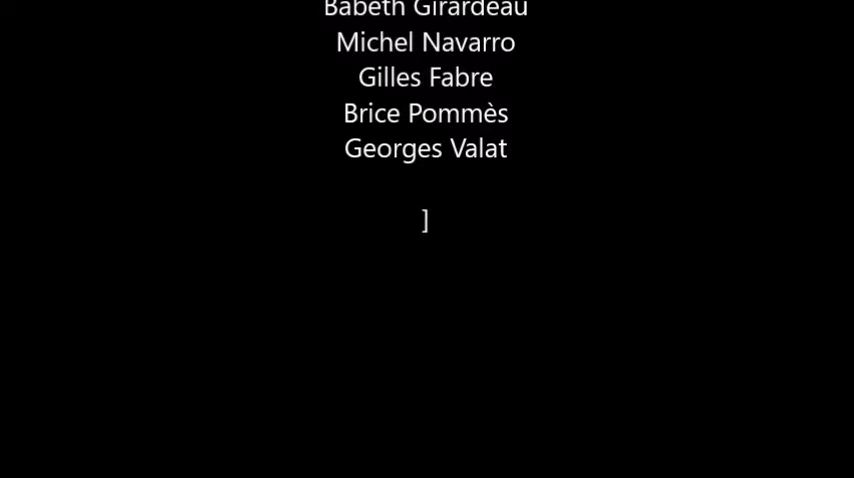 Babeth Girardeau
Michel Navarro
Gilles Fabre
Brice Pommès
Georges Valat
]